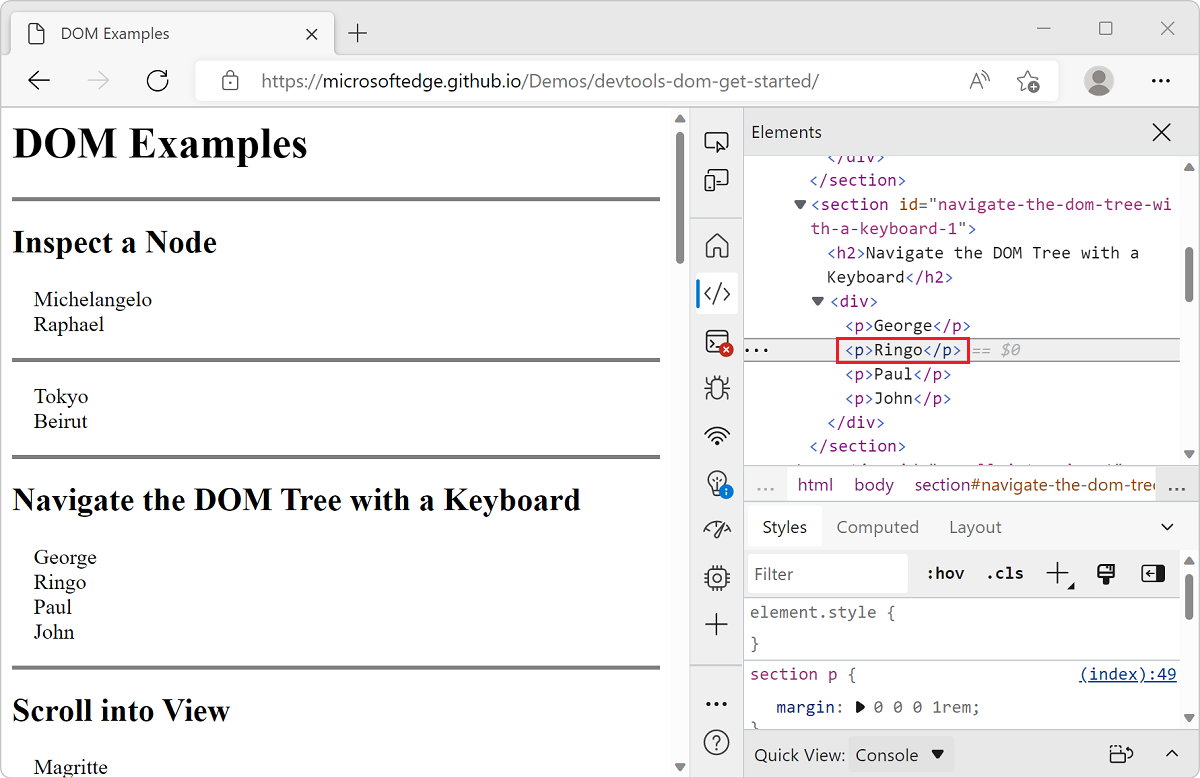 DOM Examples
https://microsoftedge.github.io/Demos/devtools-dom-get-started/
DOM Examples
Inspect a Node
Michelangelo
Raphael
Tokyo
Beirut
Navigate the DOM Tree with a Keyboard
George
Ringo
Paul
John
Scroll into View
Magritte
Elements
</div>
</section>
<section id="navigate-the-dom-tree-wi
th-a-keyboard-1">
<h2>Navigate the DOM Tree with a
Keyboard</h2>
<div>
<p>George</p>
<p>Ringo</p> == $0
<p>Paul</p>
<p>John</p>
</div>
</section>
... html body section#navigate-the-dom-tree ...
Styles Computed Layout
Filter :hov .cls
element.style {
}
section p { (index):49
margin: 0 0 0 1rem;
}
Quick View: Console